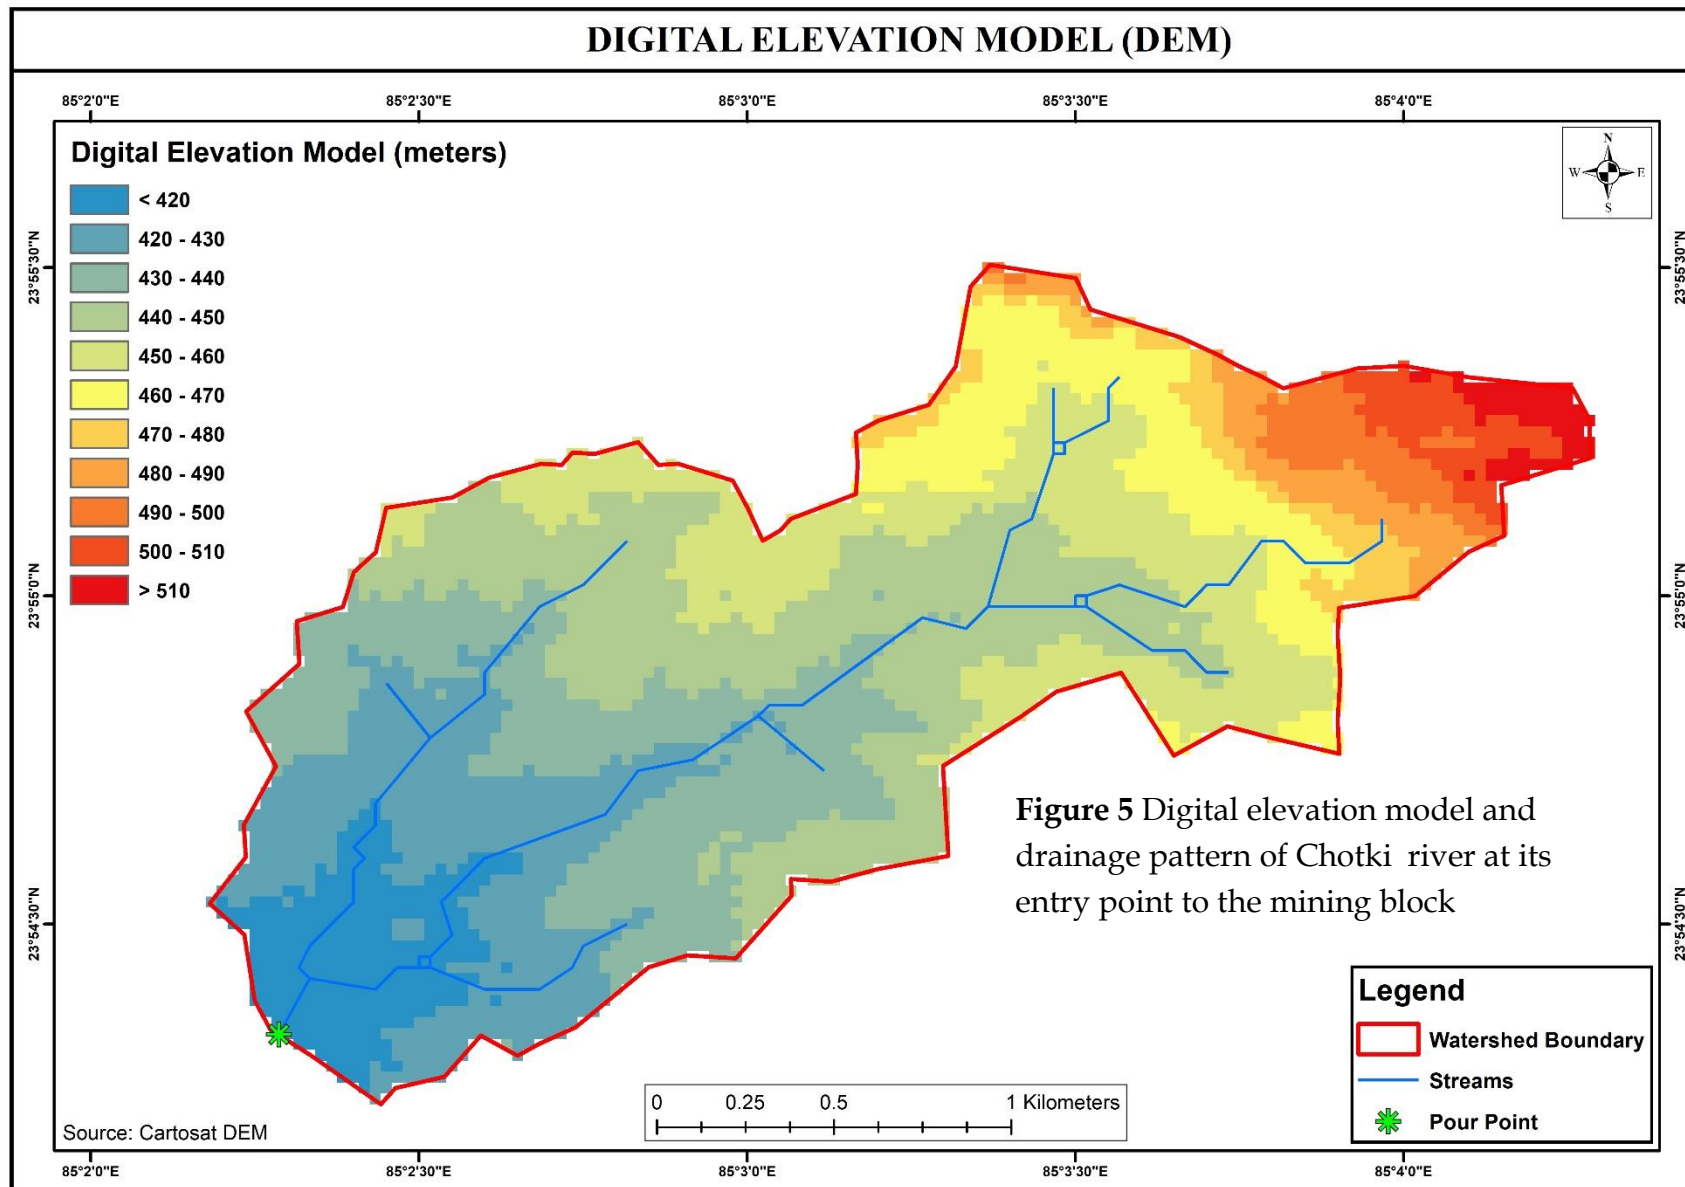 DIGITAL ELEVATION MODEL (DEM)
85°2'0"E 85°2'30"E 85°3'0"E 85°3'30"E 85°4'0"E
Digital Elevation Model (meters)
< 420
420 - 430
430 - 440
440 - 450
450 - 460
460 - 470
470 - 480
480 - 490
490 - 500
500 - 510
> 510
N
W E
S
23°55'30"N 23°55'30"N
23°55'0"N 23°55'0"N
23°54'30"N 23°54'30"N
Figure 5 Digital elevation model and
drainage pattern of Chotki river at its
entry point to the mining block
Legend
Watershed Boundary
Streams
Pour Point
0 0.25 0.5 1 Kilometers
Source: Cartosat DEM
85°2'0"E 85°2'30"E 85°3'0"E 85°3'30"E 85°4'0"E